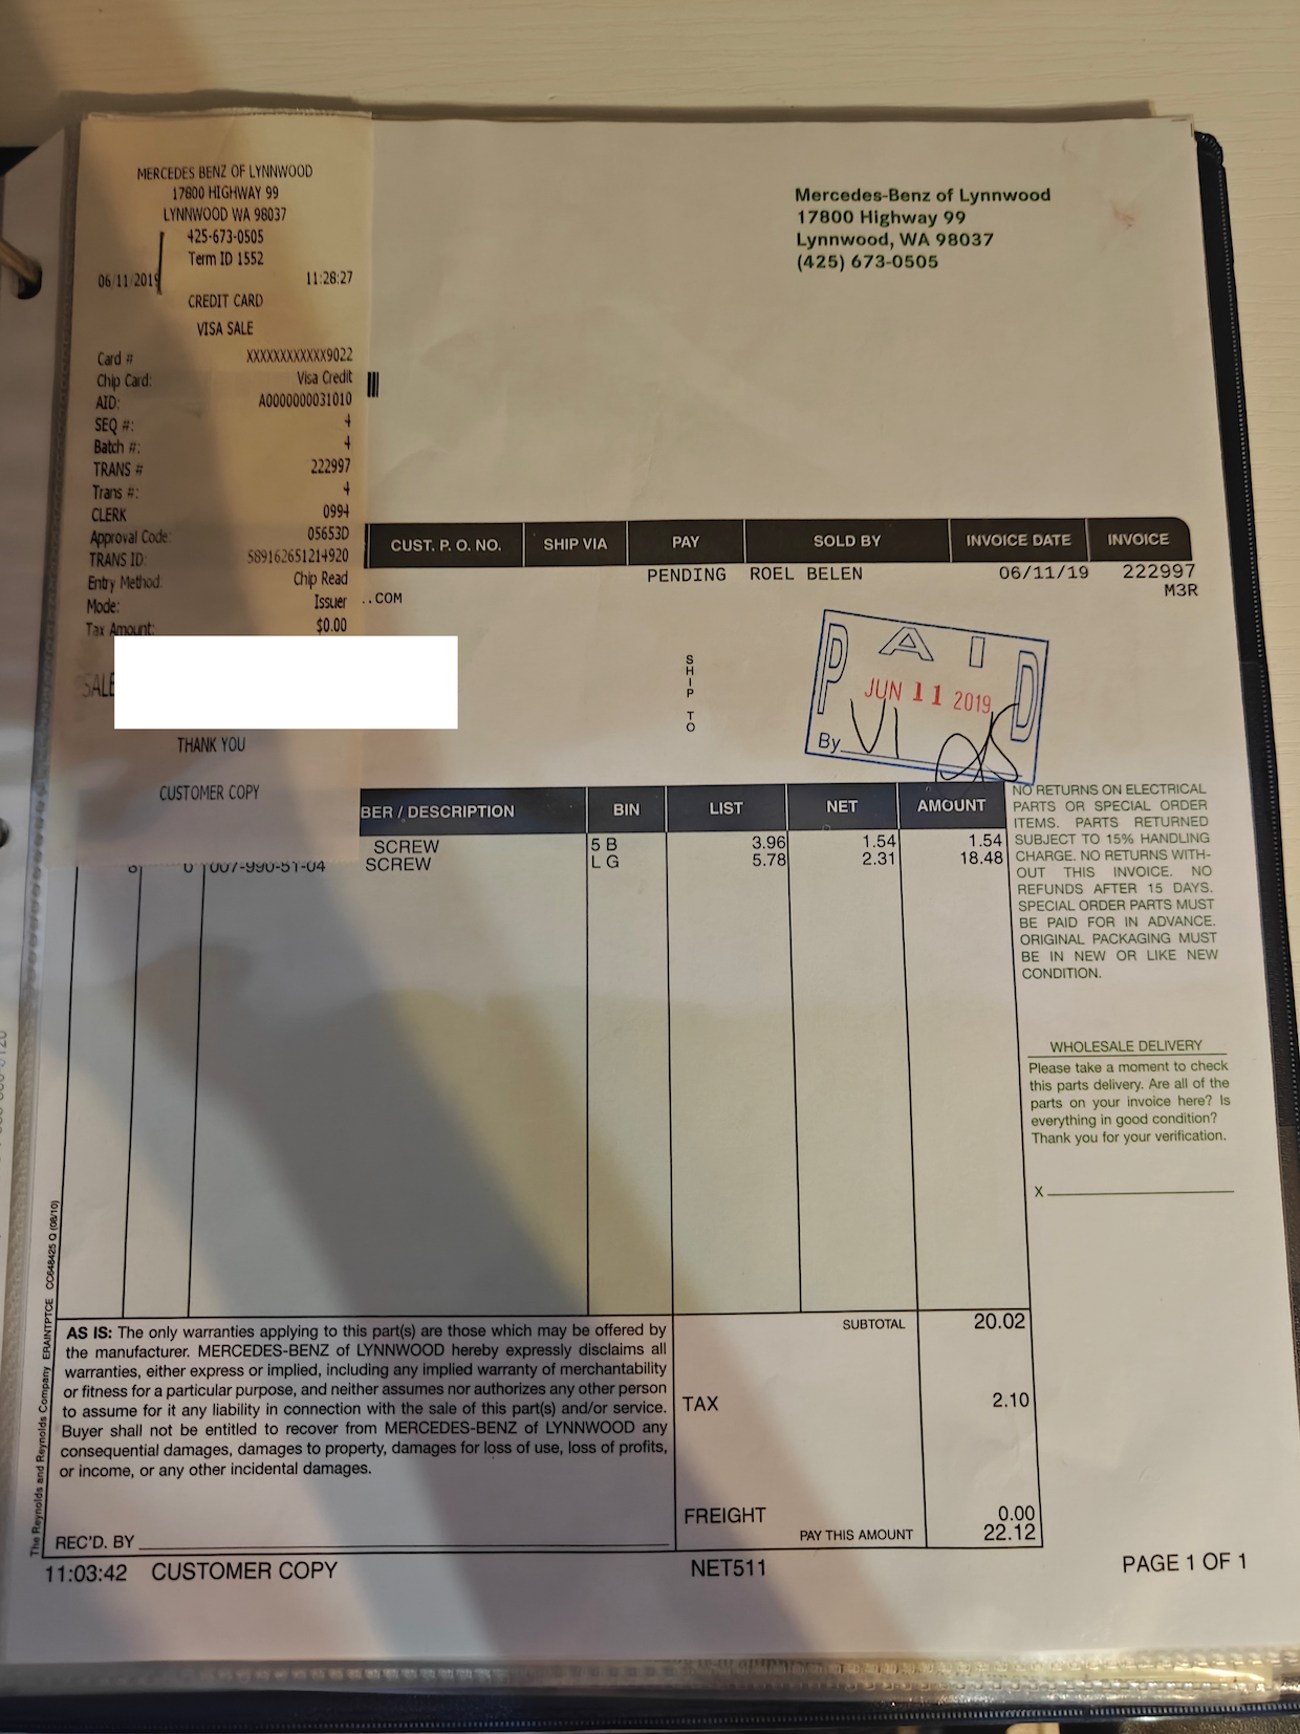 MERCEDES BENZ OF LYNNWOOD
17800 HIGHWAY 99
LYNNWOOD WA 98037
425-673-0505
Term ID 1552
06/11/2019 11:28:27
CREDIT CARD
VISA SALE
Card # XXXXXXXXXXXX9022
Chip Card: Visa Credit
AID: A0000000031010
SEQ #: 4
Batch #: 4
TRANS # 222997
Trans #: 4
CLERK 0994
Approval Code: 05653D
TRANS ID: 589162651214920
Entry Method: Chip Read
Mode: Issuer
Tax Amount: $0.00
SALE
THANK YOU
CUSTOMER COPY
Mercedes-Benz of Lynnwood
17800 Highway 99
Lynnwood, WA 98037
(425) 673-0505
CUST. P. O. NO. SHIP VIA PAY SOLD BY INVOICE DATE INVOICE
PENDING ROEL BELEN 06/11/19 222997
M3R
..COM
SHIP TO
PAID
JUN 11 2019
By
BER / DESCRIPTION BIN LIST NET AMOUNT
SCREW 5 B 3.96 1.54 1.54
8 0 007-990-51-04 SCREW L G 5.78 2.31 18.48
NO RETURNS ON ELECTRICAL
PARTS OR SPECIAL ORDER
ITEMS. PARTS RETURNED
SUBJECT TO 15% HANDLING
CHARGE. NO RETURNS WITH-
OUT THIS INVOICE. NO
REFUNDS AFTER 15 DAYS.
SPECIAL ORDER PARTS MUST
BE PAID FOR IN ADVANCE.
ORIGINAL PACKAGING MUST
BE IN NEW OR LIKE NEW
CONDITION.
WHOLESALE DELIVERY
Please take a moment to check
this parts delivery. Are all of the
parts on your invoice here? Is
everything in good condition?
Thank you for your verification.
X
The Reynolds and Reynolds Company ERAINTPTCE CC648425 Q (06/10)
AS IS: The only warranties applying to this part(s) are those which may be offered by
the manufacturer. MERCEDES-BENZ of LYNNWOOD hereby expressly disclaims all
warranties, either express or implied, including any implied warranty of merchantability
or fitness for a particular purpose, and neither assumes nor authorizes any other person
to assume for it any liability in connection with the sale of this part(s) and/or service.
Buyer shall not be entitled to recover from MERCEDES-BENZ of LYNNWOOD any
consequential damages, damages to property, damages for loss of use, loss of profits,
or income, or any other incidental damages.
REC'D. BY
SUBTOTAL 20.02
TAX 2.10
FREIGHT 0.00
PAY THIS AMOUNT 22.12
11:03:42 CUSTOMER COPY NET511 PAGE 1 OF 1